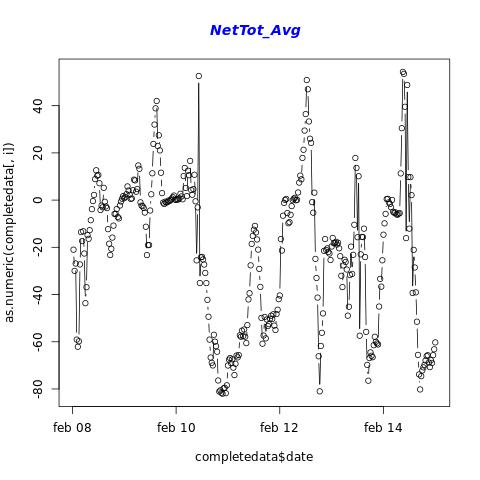 NetTot_Avg
as.numeric(completedata[, i])
40
20
0
-20
-40
-60
-80
feb 08
feb 10
feb 12
feb 14
completedata$date